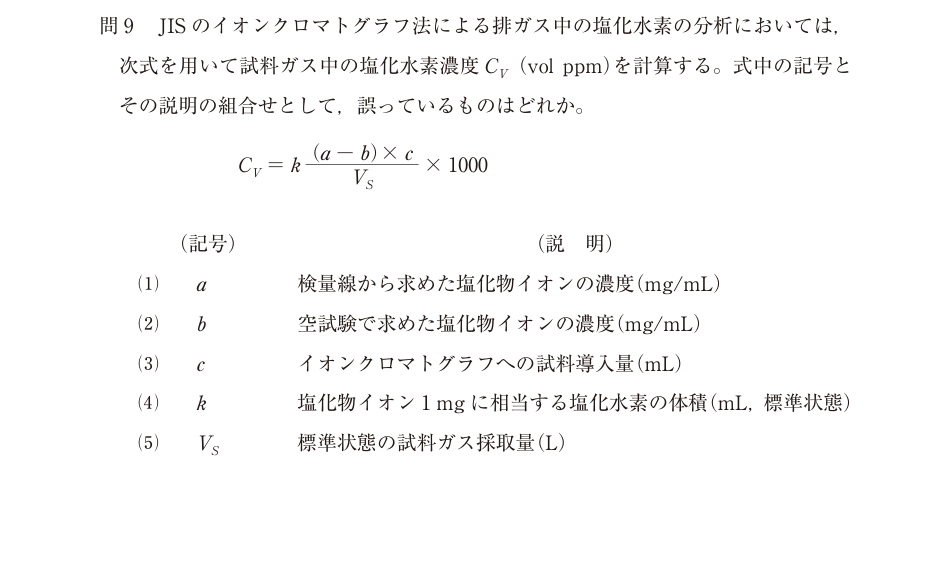 問9 JISのイオンクロマトグラフ法による排ガス中の塩化水素の分析においては,
次式を用いて試料ガス中の塩化水素濃度 C_V (vol ppm)を計算する。式中の記号と
その説明の組合せとして,誤っているものはどれか。
C_V = k (a − b) × c / V_S × 1000
(記号) (説 明)
(1) a 検量線から求めた塩化物イオンの濃度(mg/mL)
(2) b 空試験で求めた塩化物イオンの濃度(mg/mL)
(3) c イオンクロマトグラフへの試料導入量(mL)
(4) k 塩化物イオン1mgに相当する塩化水素の体積(mL, 標準状態)
(5) V_S 標準状態の試料ガス採取量(L)